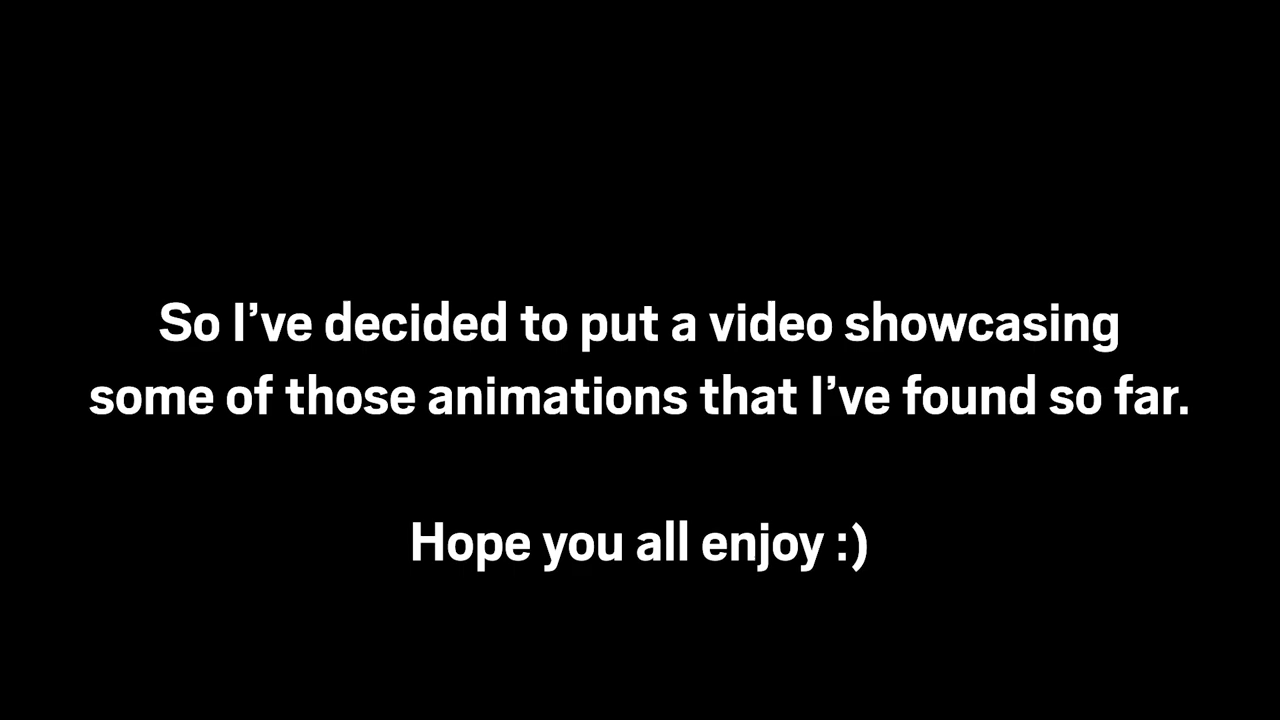 So I’ve decided to put a video showcasing
some of those animations that I’ve found so far.
Hope you all enjoy :)